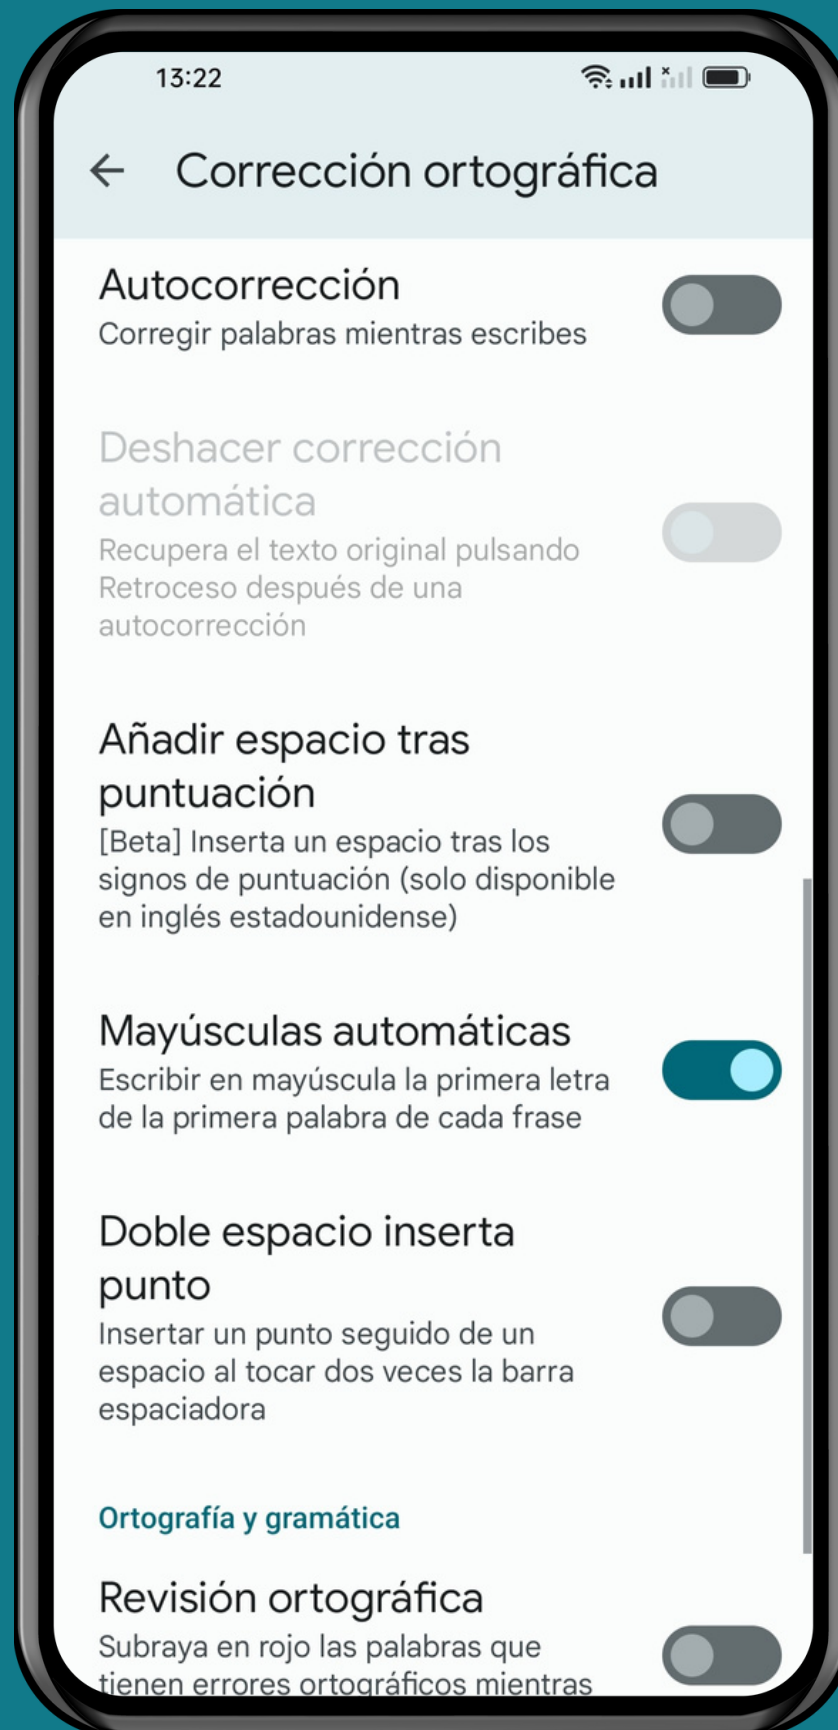 13:22
Corrección ortográfica
Autocorrección
Corregir palabras mientras escribes
Deshacer corrección
automática
Recupera el texto original pulsando
Retroceso después de una
autocorrección
Añadir espacio tras
puntuación
[Beta] Inserta un espacio tras los
signos de puntuación (solo disponible
en inglés estadounidense)
Mayúsculas automáticas
Escribir en mayúscula la primera letra
de la primera palabra de cada frase
Doble espacio inserta
punto
Insertar un punto seguido de un
espacio al tocar dos veces la barra
espaciadora
Ortografía y gramática
Revisión ortográfica
Subraya en rojo las palabras que
tienen errores ortográficos mientras